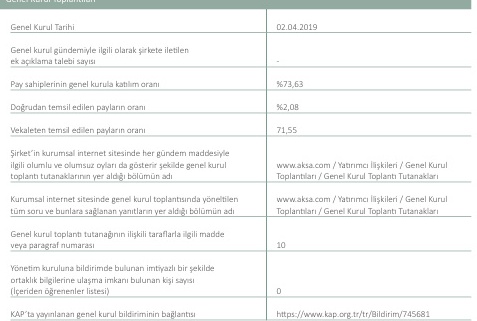 Genel Kurul Toplantıları
Genel Kurul Tarihi
02.04.2019
Genel kurul gündemiyle ilgili olarak şirkete iletilen
ek açıklama talebi sayısı
-
Pay sahiplerinin genel kurula katılım oranı
%73,63
Doğrudan temsil edilen payların oranı
%2,08
Vekaleten temsil edilen payların oranı
71,55
Şirket'in kurumsal internet sitesinde her gündem maddesiyle
ilgili olumlu ve olumsuz oyları da gösterir şekilde genel kurul
toplantı tutanaklarının yer aldığı bölümün adı
www.aksa.com / Yatırımcı İlişkileri / Genel Kurul
Toplantıları / Genel Kurul Toplantı Tutanakları
Kurumsal internet sitesinde genel kurul toplantısında yöneltilen
tüm soru ve bunlara sağlanan yanıtların yer aldığı bölümün adı
www.aksa.com / Yatırımcı İlişkileri / Genel Kurul
Toplantıları / Genel Kurul Toplantı Tutanakları
Genel kurul toplantı tutanağının ilişkili taraflarla ilgili madde
veya paragraf numarası
10
Yönetim kuruluna bildirimde bulunan imtiyazlı bir şekilde
ortaklık bilgilerine ulaşma imkanı bulunan kişi sayısı
(İçeriden öğrenenler listesi)
0
KAP'ta yayınlanan genel kurul bildiriminin bağlantısı
https://www.kap.org.tr/tr/Bildirim/745681